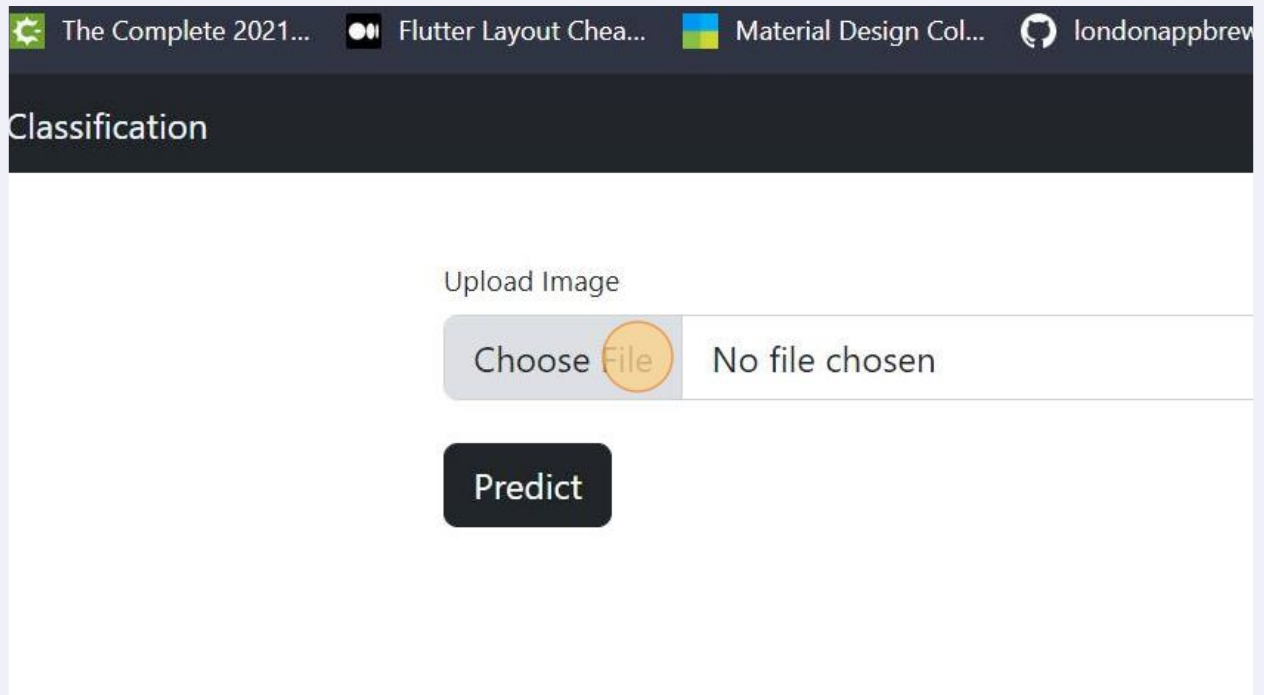 The Complete 2021... Flutter Layout Chea... Material Design Col... londonappbrew
Classification
Upload Image
Choose File No file chosen
Predict